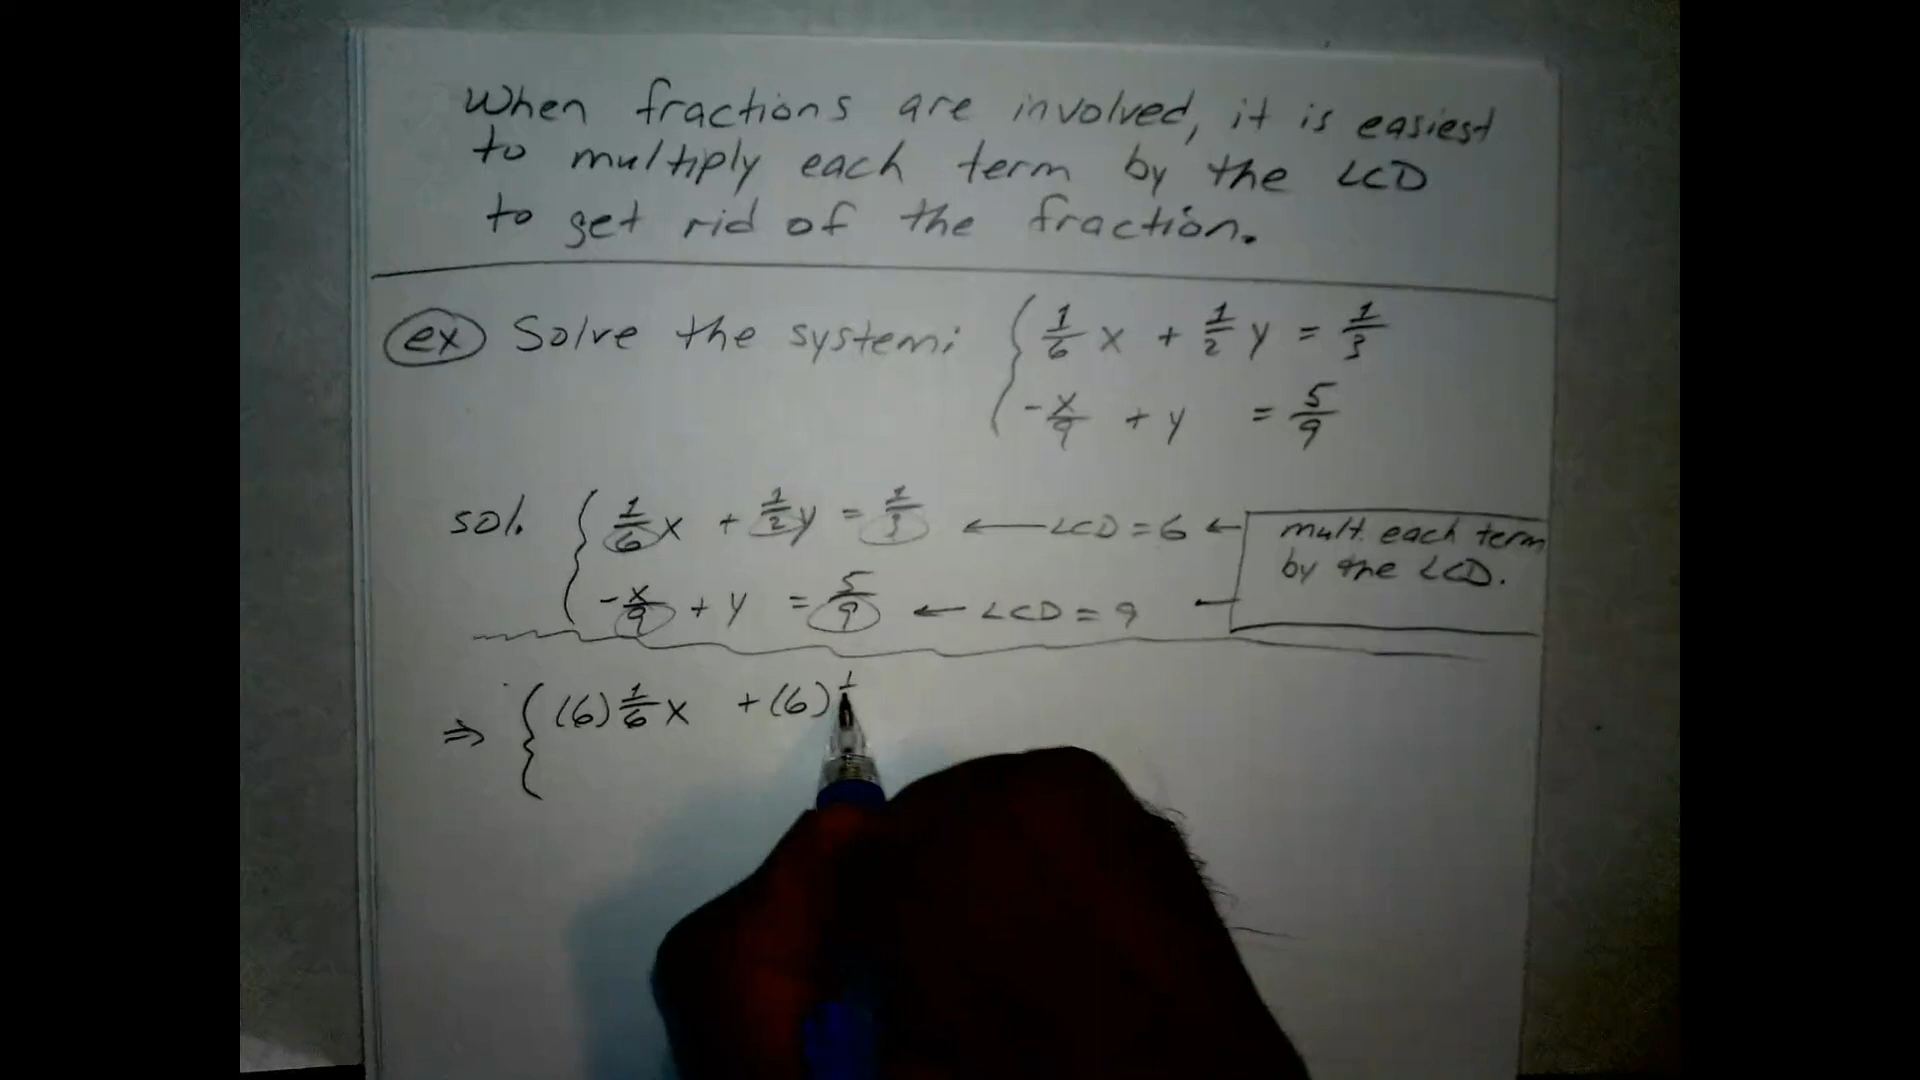 When fractions are involved, it is easiest
to multiply each term by the LCD
to get rid of the fraction.
ex Solve the system: { 1/6 x + 1/2 y = 1/3
-x/9 + y = 5/9
sol. { 1/6 x + 1/2 y = 1/3 ← LCD = 6 ← mult. each term
by the LCD.
-x/9 + y = 5/9 ← LCD = 9 ←
⇒ { (6) 1/6 x + (6) 1